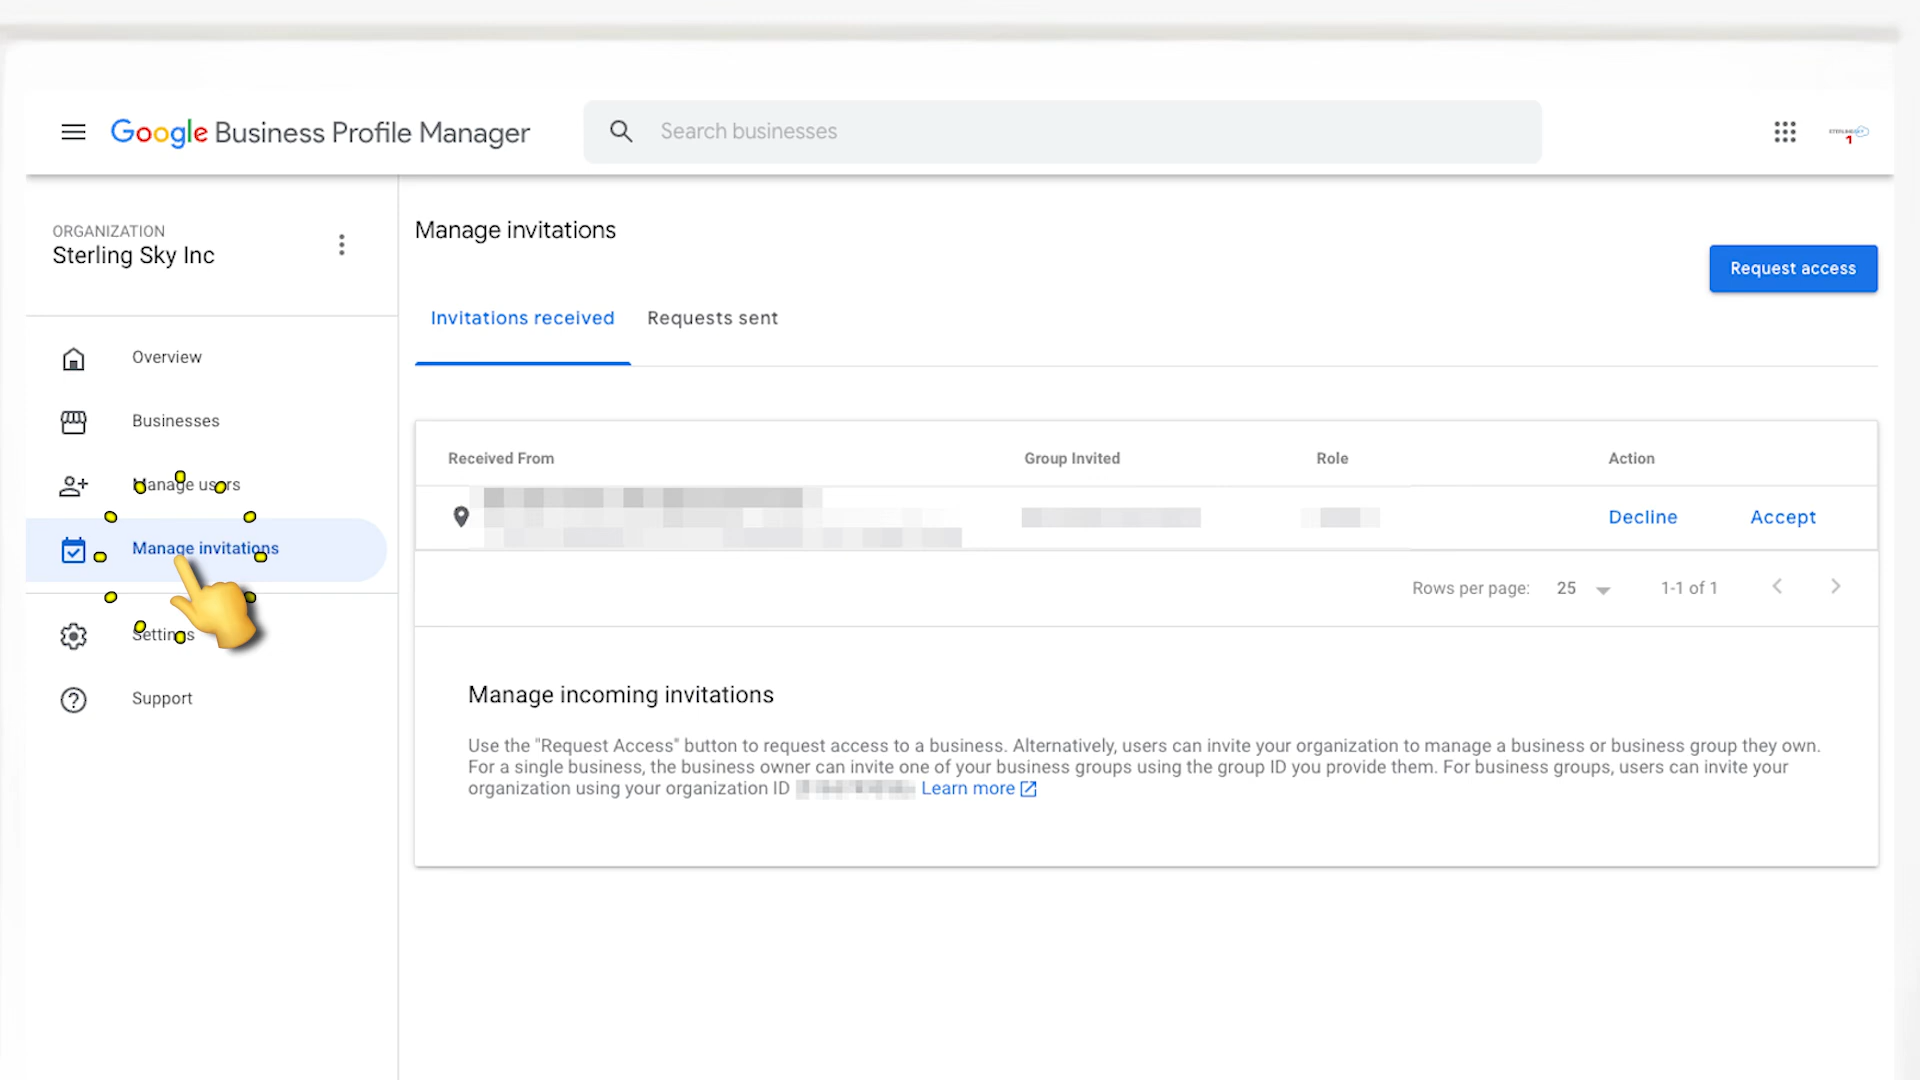 Google Business Profile Manager
Search businesses
ORGANIZATION
Sterling Sky Inc
Overview
Businesses
Manage users
Manage invitations
Settings
Support
Manage invitations
Request access
Invitations received
Requests sent
Received From
Group Invited
Role
Action
Decline
Accept
Rows per page:
25
1-1 of 1
Manage incoming invitations
Use the "Request Access" button to request access to a business. Alternatively, users can invite your organization to manage a business or business group they own.
For a single business, the business owner can invite one of your business groups using the group ID you provide them. For business groups, users can invite your
organization using your organization ID
Learn more